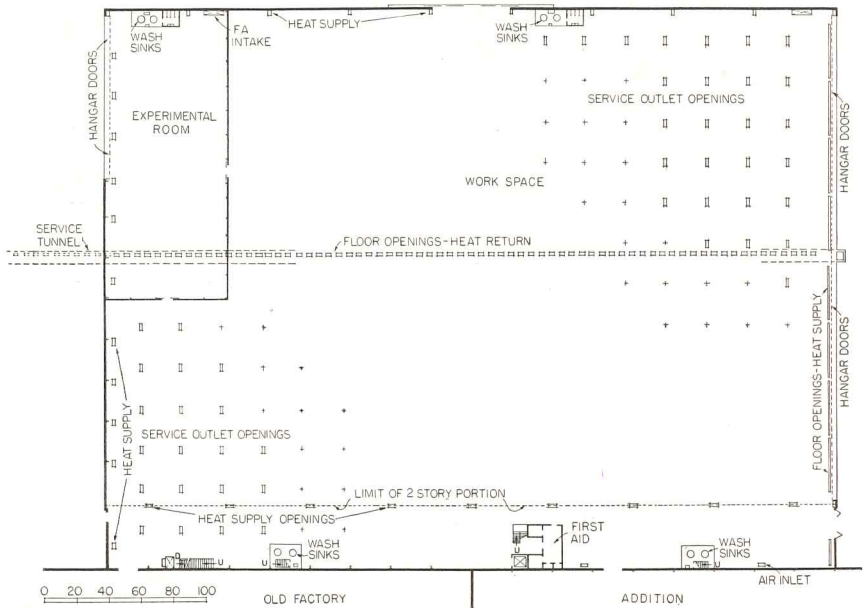 HEAT SUPPLY
WASH
SINKS
FA
INTAKE
WASH
SINKS
HANGAR DOORS
EXPERIMENTAL
ROOM
SERVICE OUTLET OPENINGS
HANGAR DOORS
WORK SPACE
SERVICE
TUNNEL
FLOOR OPENINGS-HEAT RETURN
HEAT SUPPLY
SERVICE OUTLET OPENINGS
FLOOR OPENINGS-HEAT SUPPLY
HANGAR DOORS
LIMIT OF 2 STORY PORTION
HEAT SUPPLY OPENINGS
WASH
SINKS
U
U
U
FIRST
AID
WASH
SINKS
U
AIR INLET
0 20 40 60 80 100
OLD FACTORY
ADDITION